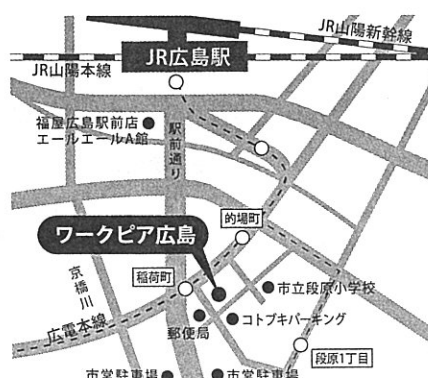 JR山陽新幹線
JR広島駅
JR山陽本線
福屋広島駅前店
エールエールA館
駅前通り
的場町
ワークピア広島
京橋川
稲荷町
市立段原小学校
広電本線
郵便局
コトブキパーキング
段原1丁目
市営駐車場
市営駐車場